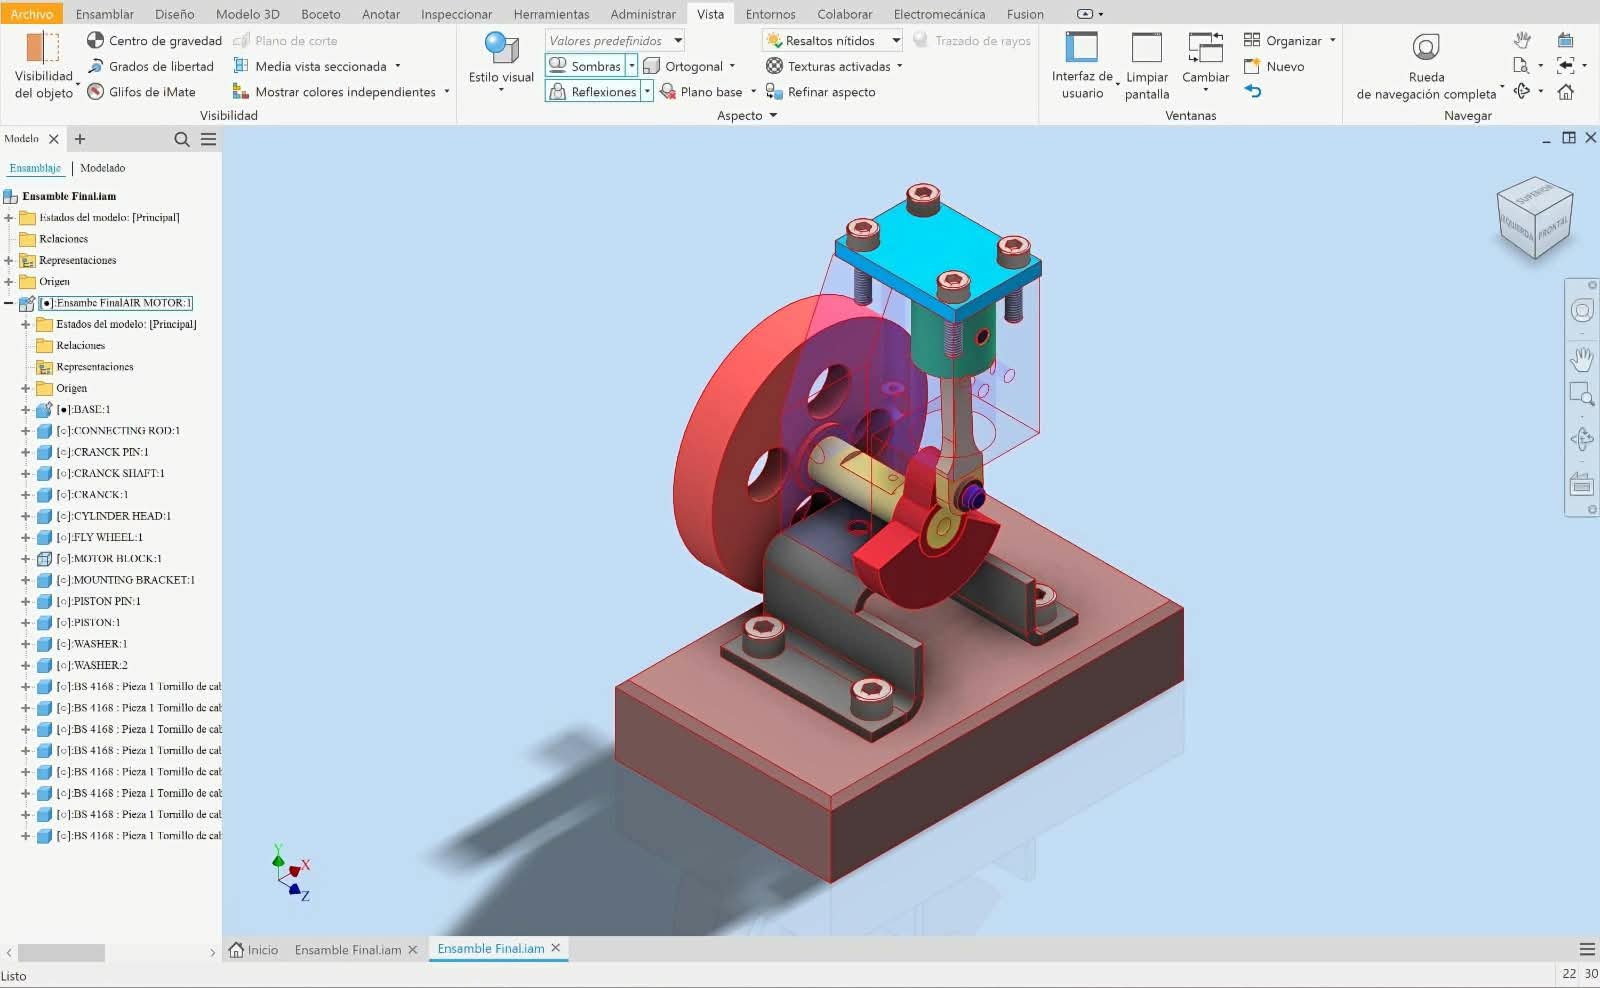 Archivo Ensamblar Diseño Modelo 3D Boceto Anotar Inspeccionar Herramientas Administrar Vista Entornos Colaborar Electromecánica Fusion
Visibilidad del objeto
Centro de gravedad
Grados de libertad
Glifos de iMate
Plano de corte
Media vista seccionada
Mostrar colores independientes
Visibilidad
Estilo visual
Valores predefinidos
Sombras
Reflexiones
Ortogonal
Plano base
Resaltos nítidos
Texturas activadas
Refinar aspecto
Trazado de rayos
Aspecto
Interfaz de usuario
Limpiar pantalla
Cambiar
Organizar
Nuevo
Ventanas
Rueda de navegación completa
Navegar
Modelo
Ensamblaje | Modelado
Ensamble Final.iam
Estados del modelo: [Principal]
Relaciones
Representaciones
Origen
[●]:Ensambe FinalAIR MOTOR:1
Estados del modelo: [Principal]
Relaciones
Representaciones
Origen
[●]:BASE:1
[○]:CONNECTING ROD:1
[○]:CRANCK PIN:1
[○]:CRANCK SHAFT:1
[○]:CRANCK:1
[○]:CYLINDER HEAD:1
[○]:FLY WHEEL:1
[○]:MOTOR BLOCK:1
[○]:MOUNTING BRACKET:1
[○]:PISTON PIN:1
[○]:PISTON:1
[○]:WASHER:1
[○]:WASHER:2
[○]:BS 4168 : Pieza 1 Tornillo de cab
[○]:BS 4168 : Pieza 1 Tornillo de cab
[○]:BS 4168 : Pieza 1 Tornillo de cab
[○]:BS 4168 : Pieza 1 Tornillo de cab
[○]:BS 4168 : Pieza 1 Tornillo de cab
[○]:BS 4168 : Pieza 1 Tornillo de cab
[○]:BS 4168 : Pieza 1 Tornillo de cab
[○]:BS 4168 : Pieza 1 Tornillo de cab
SUPERIOR
IZQUIERDA
FRONTAL
Y
X
Z
Inicio Ensamble Final.iam Ensamble Final.iam
Listo
22 30